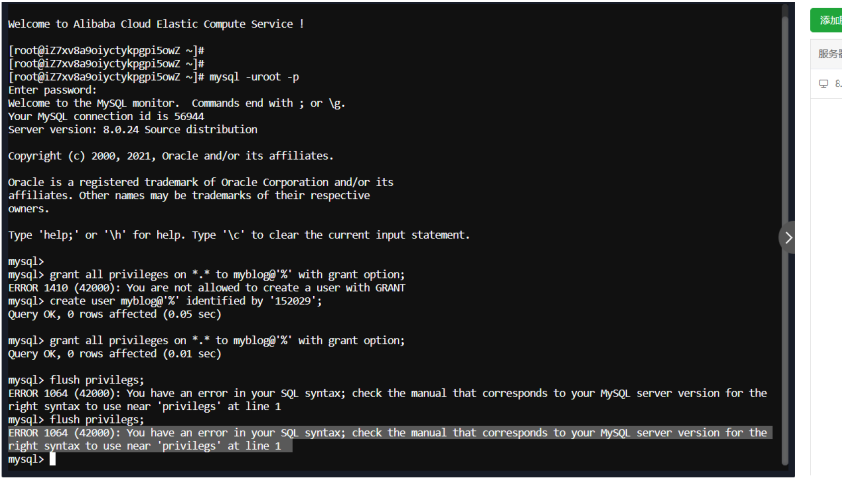 Welcome to Alibaba Cloud Elastic Compute Service !
[root@iZ7xv8a9oiyctykpgpi5owZ ~]#
[root@iZ7xv8a9oiyctykpgpi5owZ ~]#
[root@iZ7xv8a9oiyctykpgpi5owZ ~]# mysql -uroot -p
Enter password:
Welcome to the MySQL monitor.  Commands end with ; or \g.
Your MySQL connection id is 56944
Server version: 8.0.24 Source distribution
Copyright (c) 2000, 2021, Oracle and/or its affiliates.
Oracle is a registered trademark of Oracle Corporation and/or its
affiliates. Other names may be trademarks of their respective
owners.
Type 'help;' or '\h' for help. Type '\c' to clear the current input statement.
mysql>
mysql> grant all privileges on *.* to myblog@'%' with grant option;
ERROR 1410 (42000): You are not allowed to create a user with GRANT
mysql> create user myblog@'%' identified by '152029';
Query OK, 0 rows affected (0.05 sec)
mysql> grant all privileges on *.* to myblog@'%' with grant option;
Query OK, 0 rows affected (0.01 sec)
mysql> flush privilegs;
ERROR 1064 (42000): You have an error in your SQL syntax; check the manual that corresponds to your MySQL server version for the
right syntax to use near 'privilegs' at line 1
mysql> flush privilegs;
ERROR 1064 (42000): You have an error in your SQL syntax; check the manual that corresponds to your MySQL server version for the
right syntax to use near 'privilegs' at line 1
mysql>
添加
服务
8.